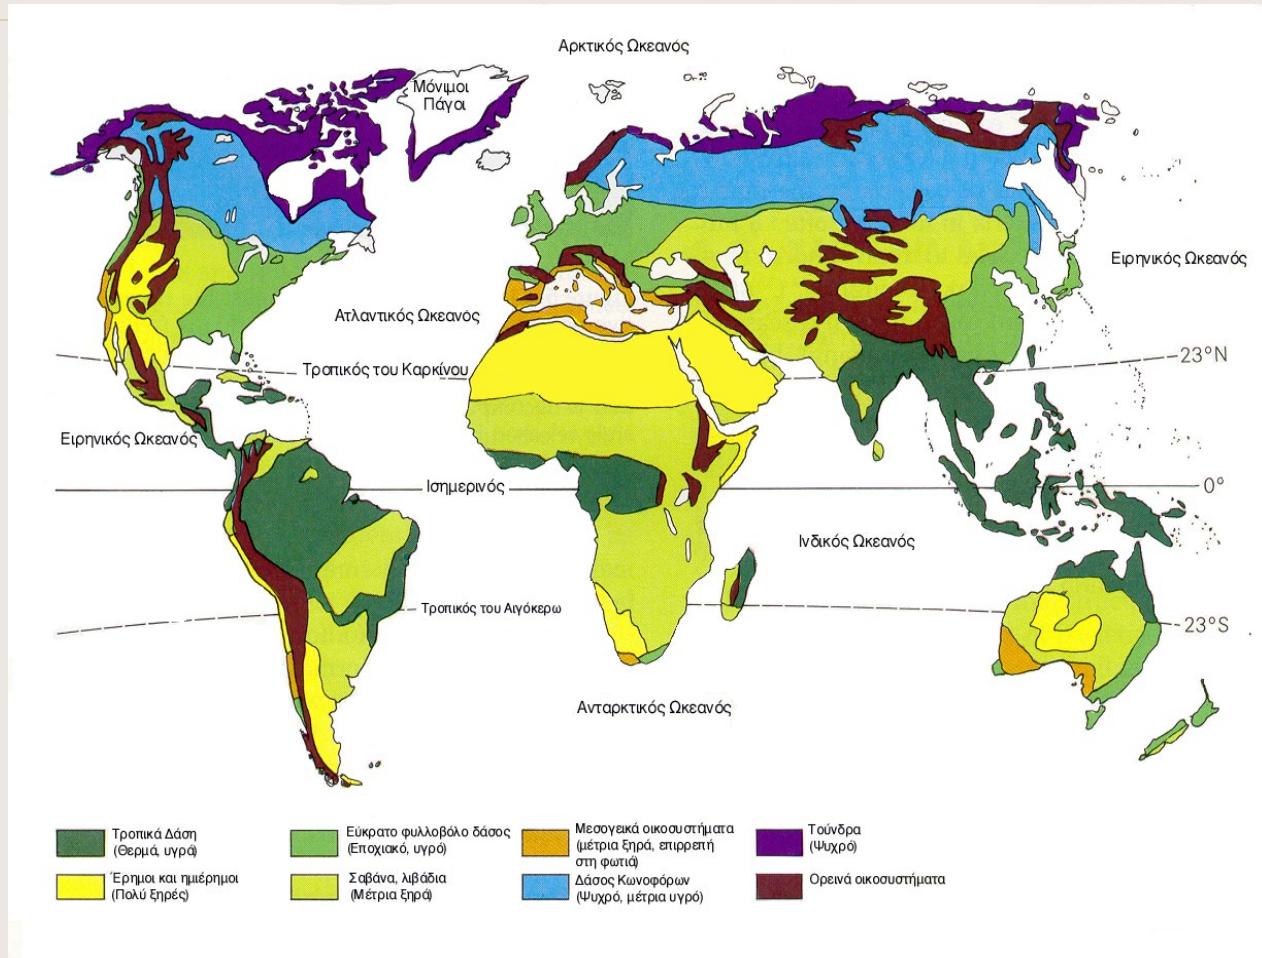 Αρκτικός Ωκεανός
Μόνιμοι
Πάγοι
Ειρηνικός Ωκεανός
Ατλαντικός Ωκεανός
23°N
Τροπικός του Καρκίνου
Ειρηνικός Ωκεανός
Ισημερινός
0°
Ινδικός Ωκεανός
Τροπικός του Αιγόκερω
23°S
Ανταρκτικός Ωκεανός
Τροπικά Δάση
(Θερμά, υγρά)
Έρημοι και ημιέρημοι
(Πολύ ξηρές)
Εύκρατο φυλλοβόλο δάσος
(Εποχιακό, υγρό)
Σαβάνα, λιβάδια
(Μέτρια ξηρά)
Μεσογεικά οικοσυστήματα
(μέτρια ξηρά, επιρρεπή
στη φωτιά)
Δάσος Κωνοφόρων
(Ψυχρό, μέτρια υγρό)
Τούνδρα
(Ψυχρό)
Ορεινά οικοσυστήματα